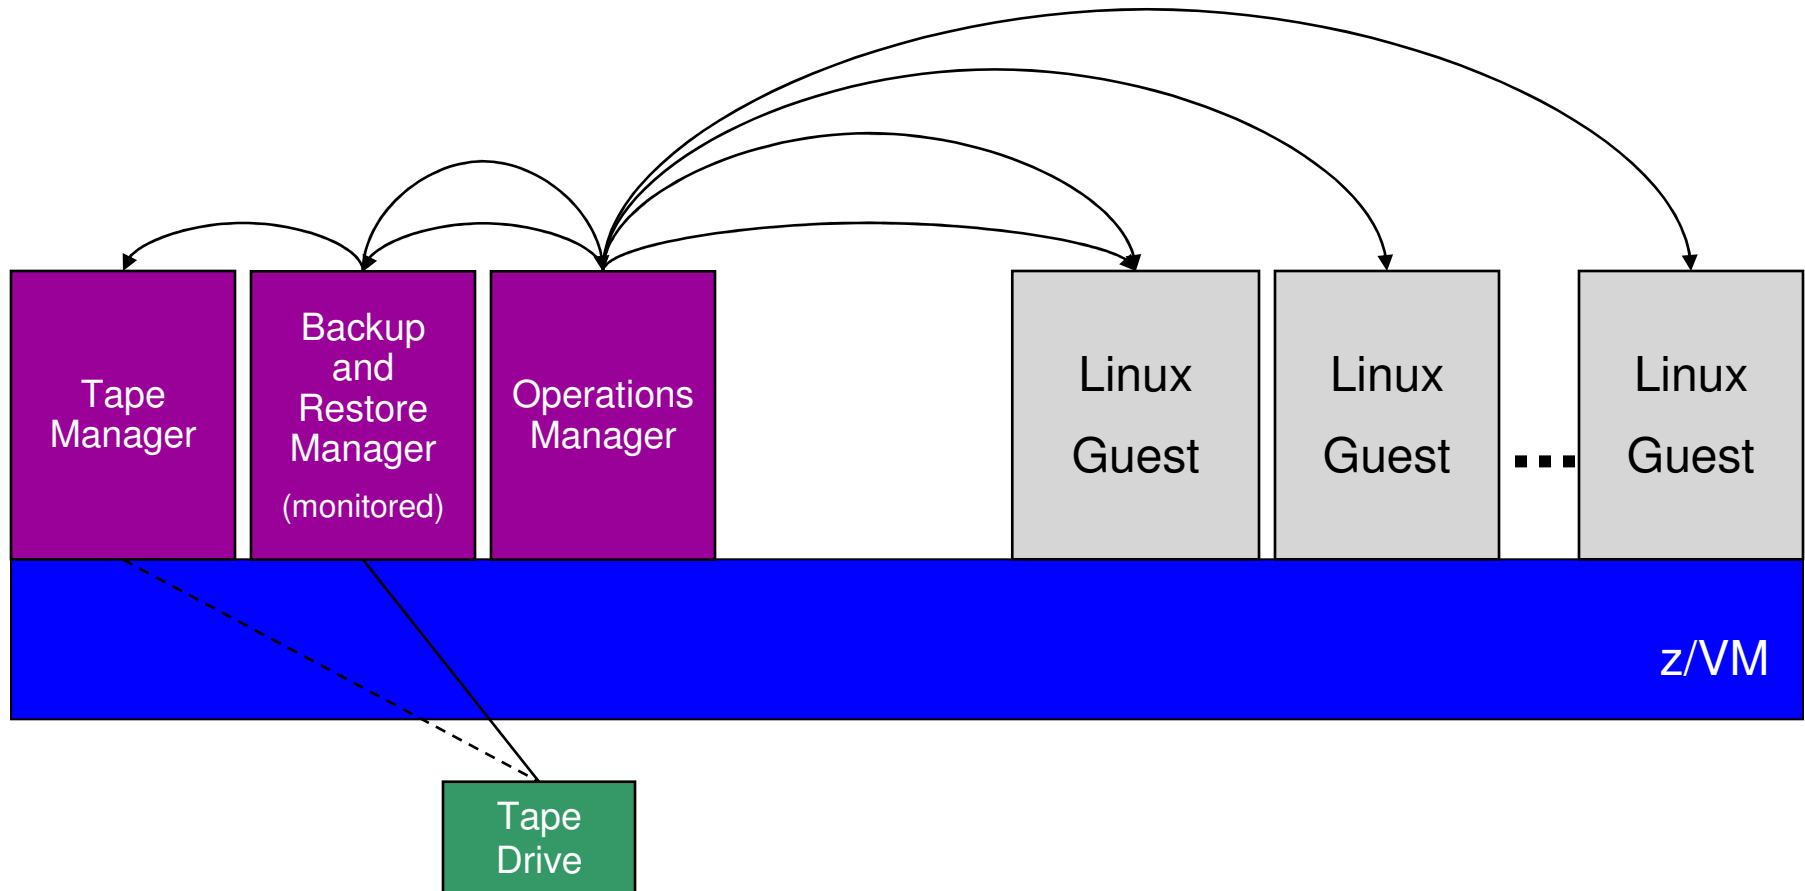 Tape
Manager
Backup
and
Restore
Manager
(monitored)
Operations
Manager
Linux
Guest
Linux
Guest
Linux
Guest
z/VM
Tape
Drive